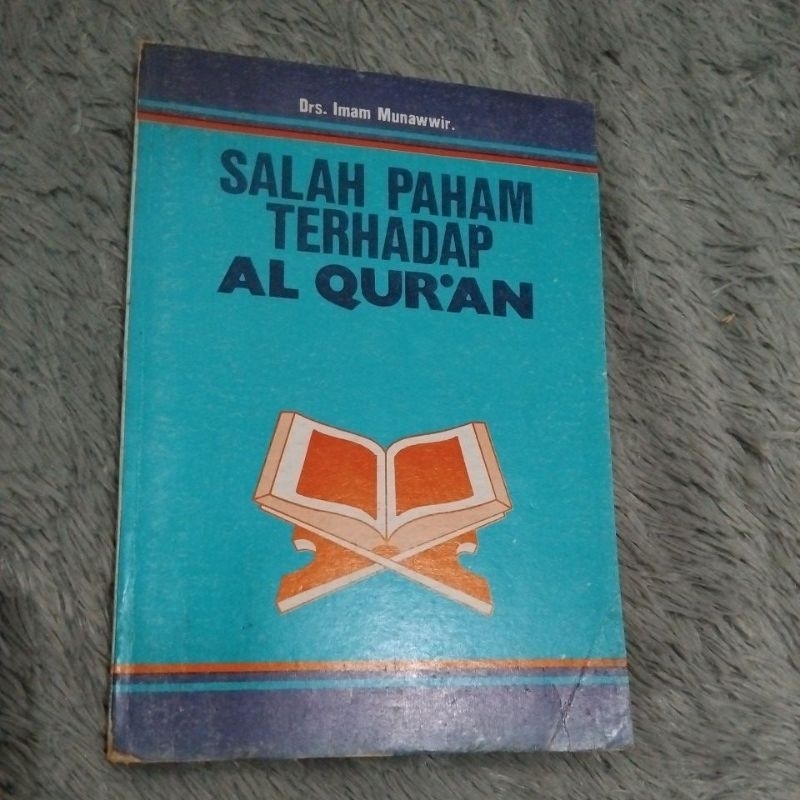 Drs. Imam Munawwir.
SALAH PAHAM
TERHADAP
AL QUR'AN